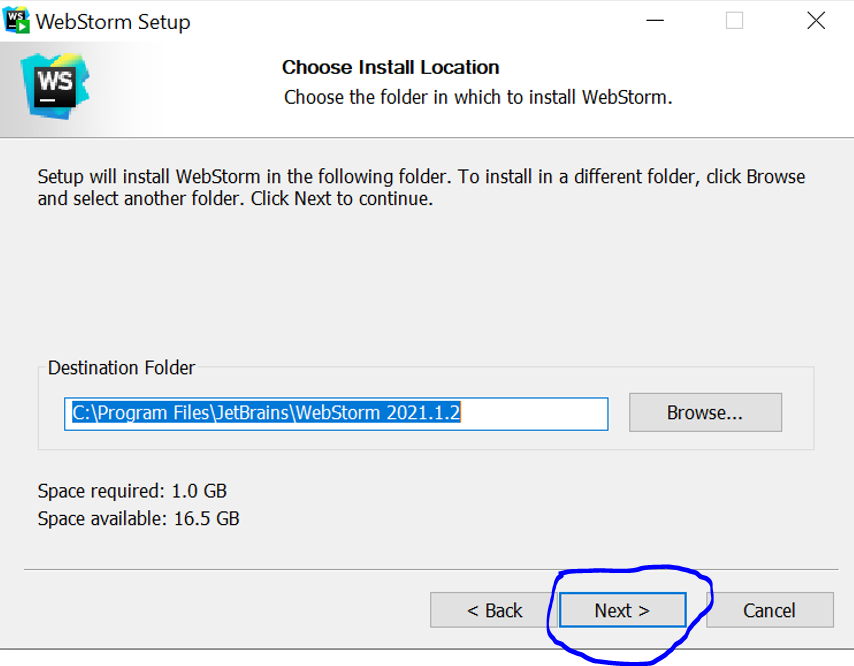 WS
WebStorm Setup
WS
Choose Install Location
Choose the folder in which to install WebStorm.
Setup will install WebStorm in the following folder. To install in a different folder, click Browse
and select another folder. Click Next to continue.
Destination Folder
C:\Program Files\JetBrains\WebStorm 2021.1.2
Browse...
Space required: 1.0 GB
Space available: 16.5 GB
< Back
Next >
Cancel